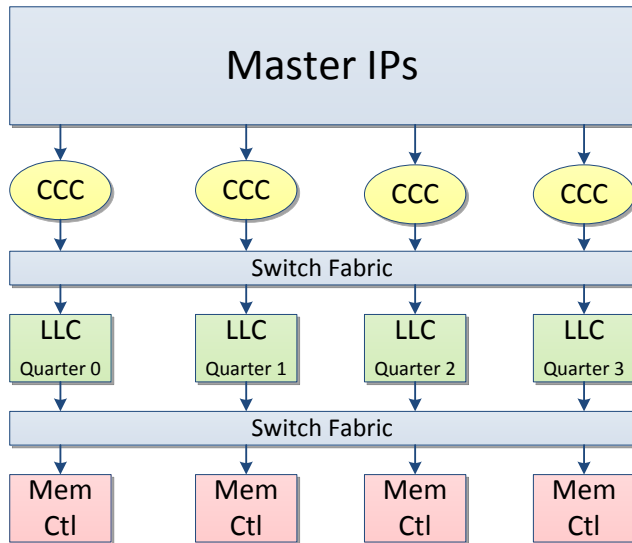 Master IPs
CCC
CCC
CCC
CCC
Switch Fabric
LLC
Quarter 0
LLC
Quarter 1
LLC
Quarter 2
LLC
Quarter 3
Switch Fabric
Mem
Ctl
Mem
Ctl
Mem
Ctl
Mem
Ctl